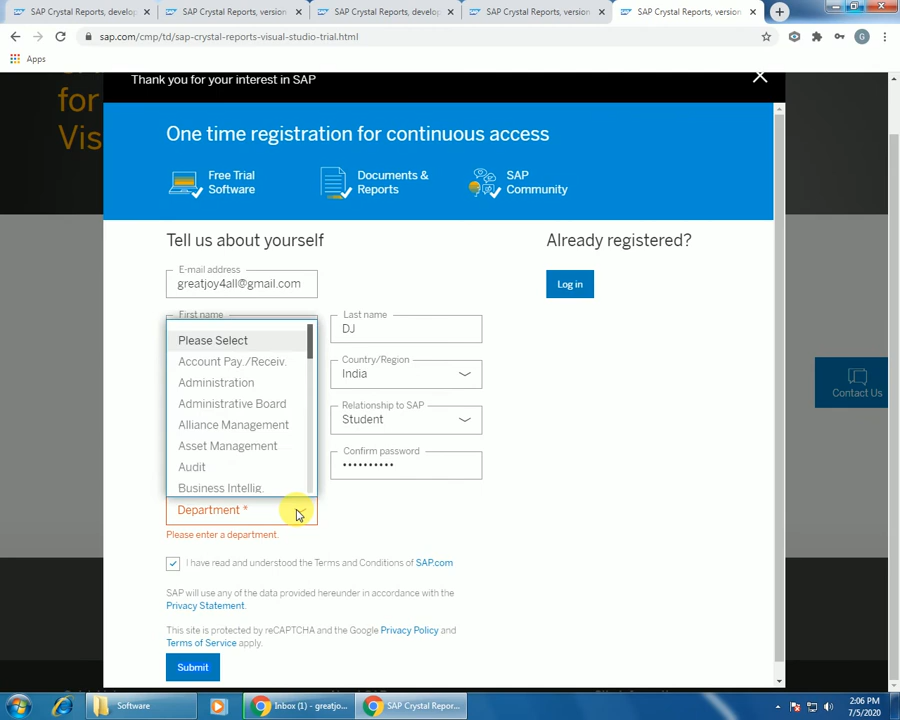 SAP Crystal Reports, develop
SAP Crystal Reports, version
SAP Crystal Reports, develop
SAP Crystal Reports, version
SAP Crystal Reports, version
sap.com/cmp/td/sap-crystal-reports-visual-studio-trial.html
G
Apps
for
Vis
Thank you for your interest in SAP
One time registration for continuous access
Free Trial
Software
Documents &
Reports
SAP
Community
Tell us about yourself
Already registered?
E-mail address
greatjoy4all@gmail.com
Log in
First name
Last name
DJ
Please Select
Account Pay./Receiv.
Administration
Administrative Board
Alliance Management
Asset Management
Audit
Business Intellig.
Country/Region
India
Relationship to SAP
Student
Confirm password
••••••••••
Contact Us
Department *
Please enter a department.
I have read and understood the Terms and Conditions of SAP.com
SAP will use any of the data provided hereunder in accordance with the
Privacy Statement.
This site is protected by reCAPTCHA and the Google Privacy Policy and
Terms of Service apply.
Submit
Software
Inbox (1) - greatjo...
SAP Crystal Repor...
2:06 PM
7/5/2020